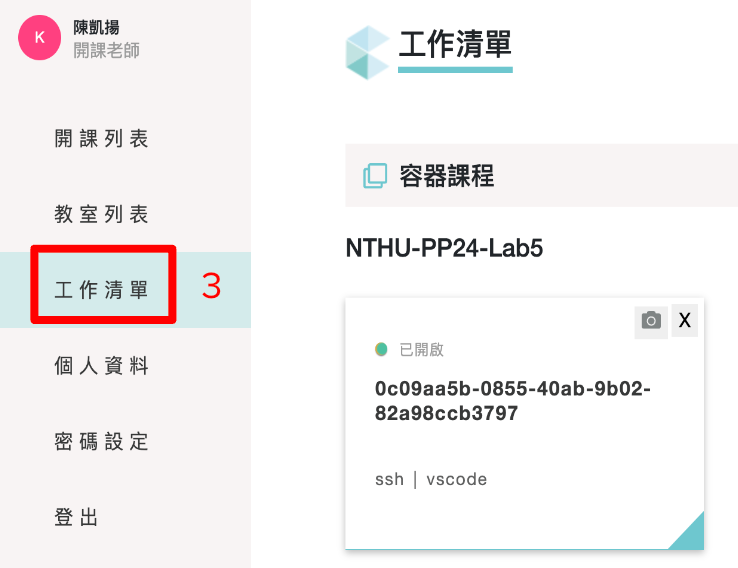 K
陳凱揚
開課老師
開課列表
教室列表
工作清單
3
個人資料
密碼設定
登出
工作清單
容器課程
NTHU-PP24-Lab5
X
已開啟
0c09aa5b-0855-40ab-9b02-
82a98ccb3797
ssh | vscode